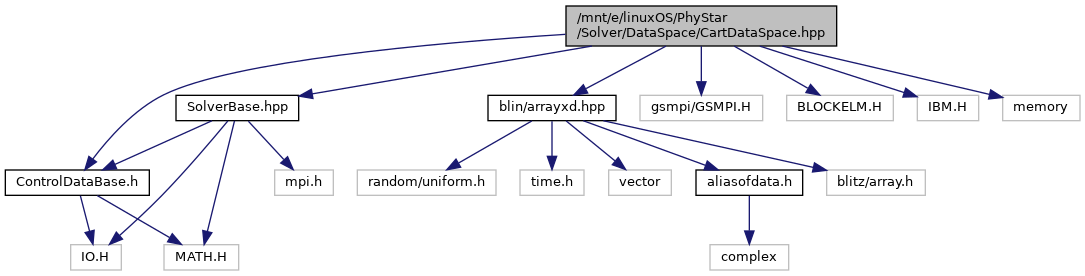 /mnt/e/linuxOS/PhyStar
/Solver/DataSpace/CartDataSpace.hpp
SolverBase.hpp
blin/arrayxd.hpp
gsmpi/GSMPI.H
BLOCKELM.H
IBM.H
memory
ControlDataBase.h
mpi.h
random/uniform.h
time.h
vector
aliasofdata.h
blitz/array.h
IO.H
MATH.H
complex